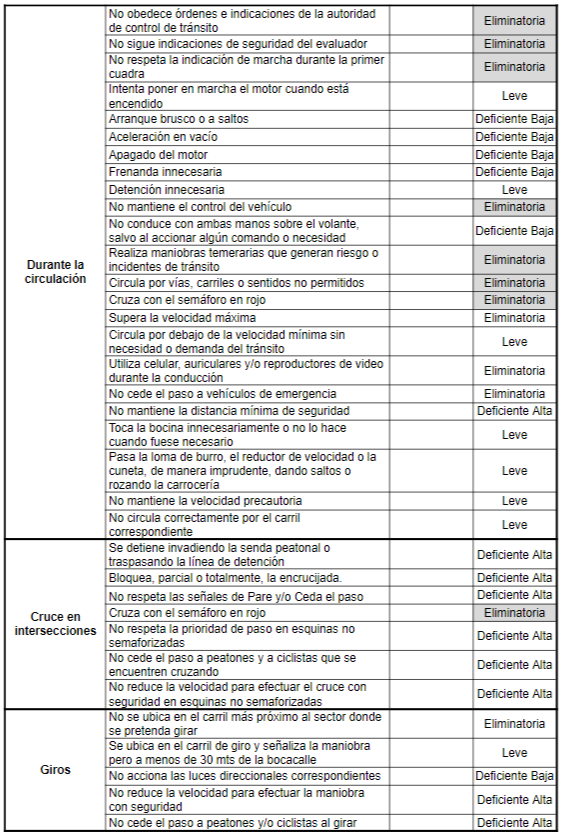 No obedece órdenes e indicaciones de la autoridad
de control de tránsito
Eliminatoria
No sigue indicaciones de seguridad del evaluador
Eliminatoria
No respeta la indicación de marcha durante la primer
cuadra
Eliminatoria
Intenta poner en marcha el motor cuando está
encendido
Leve
Arranque brusco o a saltos
Deficiente Baja
Aceleración en vacío
Deficiente Baja
Apagado del motor
Deficiente Baja
Frenanda innecesaria
Deficiente Baja
Detención innecesaria
Leve
No mantiene el control del vehículo
Eliminatoria
No conduce con ambas manos sobre el volante,
salvo al accionar algún comando o necesidad
Deficiente Baja
Durante la
circulación
Realiza maniobras temerarias que generan riesgo o
incidentes de tránsito
Eliminatoria
Circula por vías, carriles o sentidos no permitidos
Eliminatoria
Cruza con el semáforo en rojo
Eliminatoria
Supera la velocidad máxima
Eliminatoria
Circula por debajo de la velocidad mínima sin
necesidad o demanda del tránsito
Leve
Utiliza celular, auriculares y/o reproductores de video
durante la conducción
Eliminatoria
No cede el paso a vehículos de emergencia
Eliminatoria
No mantiene la distancia mínima de seguridad
Deficiente Alta
Toca la bocina innecesariamente o no lo hace
cuando fuese necesario
Leve
Pasa la loma de burro, el reductor de velocidad o la
cuneta, de manera imprudente, dando saltos o
rozando la carrocería
Leve
No mantiene la velocidad precautoria
Leve
No circula correctamente por el carril
correspondiente
Leve
Cruce en
intersecciones
Se detiene invadiendo la senda peatonal o
traspasando la línea de detención
Deficiente Alta
Bloquea, parcial o totalmente, la encrucijada.
Deficiente Alta
No respeta las señales de Pare y/o Ceda el paso
Deficiente Alta
Cruza con el semáforo en rojo
Eliminatoria
No respeta la prioridad de paso en esquinas no
semaforizadas
Deficiente Alta
No cede el paso a peatones y a ciclistas que se
encuentren cruzando
Deficiente Alta
No reduce la velocidad para efectuar el cruce con
seguridad en esquinas no semaforizadas
Deficiente Alta
Giros
No se ubica en el carril más próximo al sector donde
se pretenda girar
Eliminatoria
Se ubica en el carril de giro y señaliza la maniobra
pero a menos de 30 mts de la bocacalle
Leve
No acciona las luces direccionales correspondientes
Deficiente Baja
No reduce la velocidad para efectuar la maniobra
con seguridad
Deficiente Alta
No cede el paso a peatones y/o ciclistas al girar
Deficiente Alta